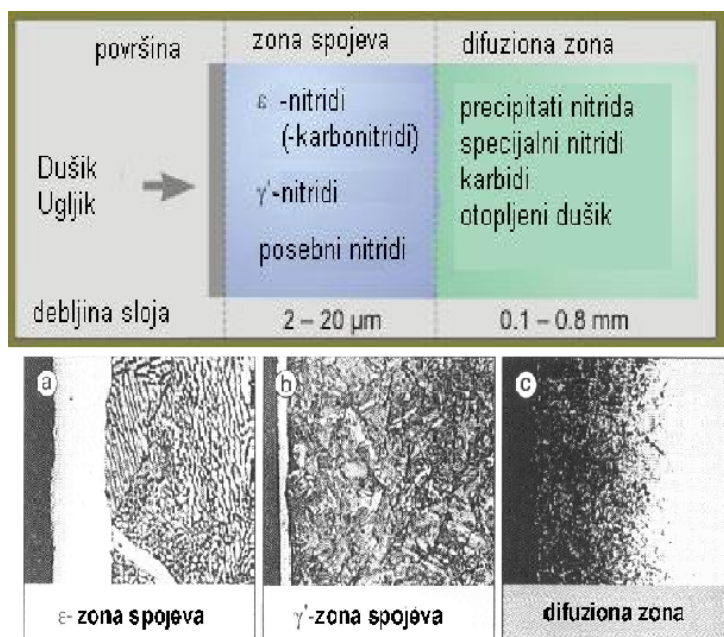 površina
zona spojeva
difuziona zona
Dušik
Ugljik
ε -nitridi
(-karbonitridi)
γ'-nitridi
posebni nitridi
precipitati nitrida
specijalni nitridi
karbidi
otopljeni dušik
debljina sloja
2 – 20 µm
0.1 – 0.8 mm
a
b
c
ε- zona spojeva
γ'-zona spojeva
difuziona zona